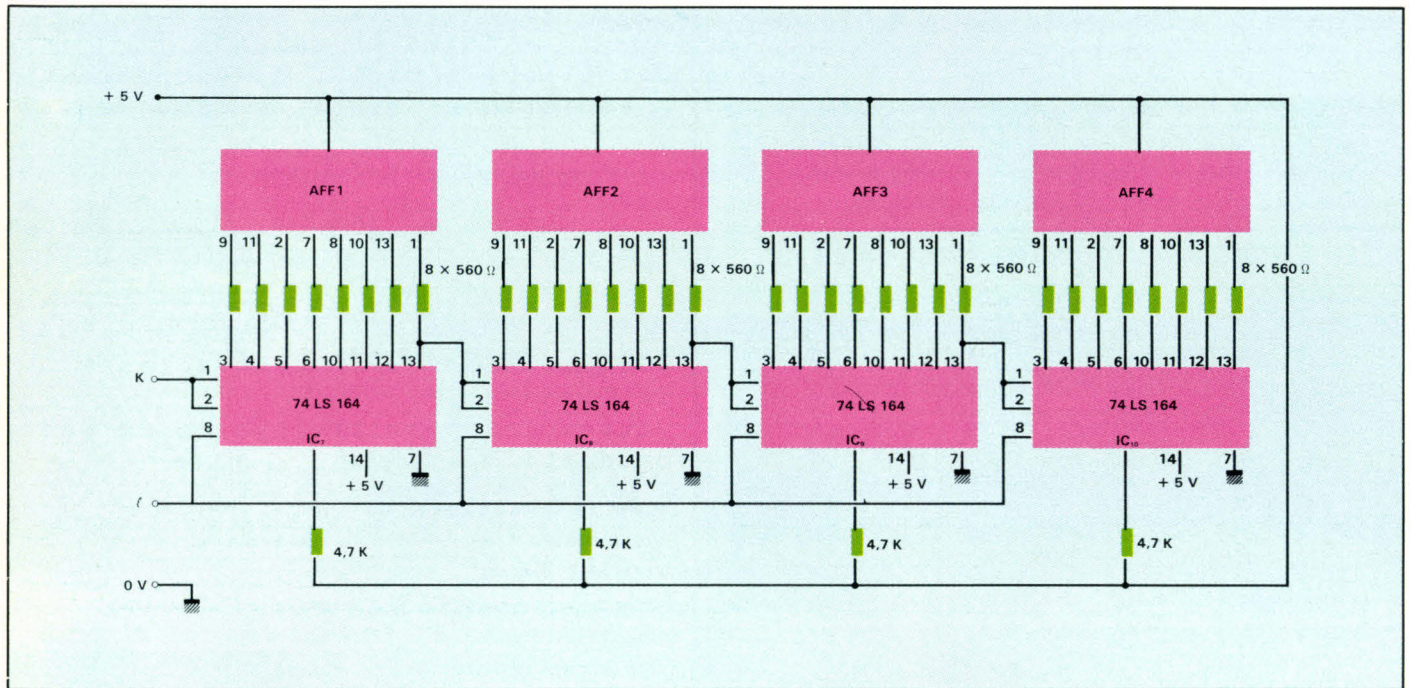 + 5 V
AFF1 AFF2 AFF3 AFF4
9 11 2 7 8 10 13 1 9 11 2 7 8 10 13 1 9 11 2 7 8 10 13 1 9 11 2 7 8 10 13 1
8 × 560 Ω 8 × 560 Ω 8 × 560 Ω 8 × 560 Ω
3 4 5 6 10 11 12 13 3 4 5 6 10 11 12 13 3 4 5 6 10 11 12 13 3 4 5 6 10 11 12 13
K 1 1 1 1
2 74 LS 164 2 74 LS 164 2 74 LS 164 2 74 LS 164
8 IC₇ 8 IC₈ 8 IC₉ 8 IC₁₀
14 7 14 7 14 7 14 7
+ 5 V + 5 V + 5 V + 5 V
4,7 K 4,7 K 4,7 K 4,7 K
0 V